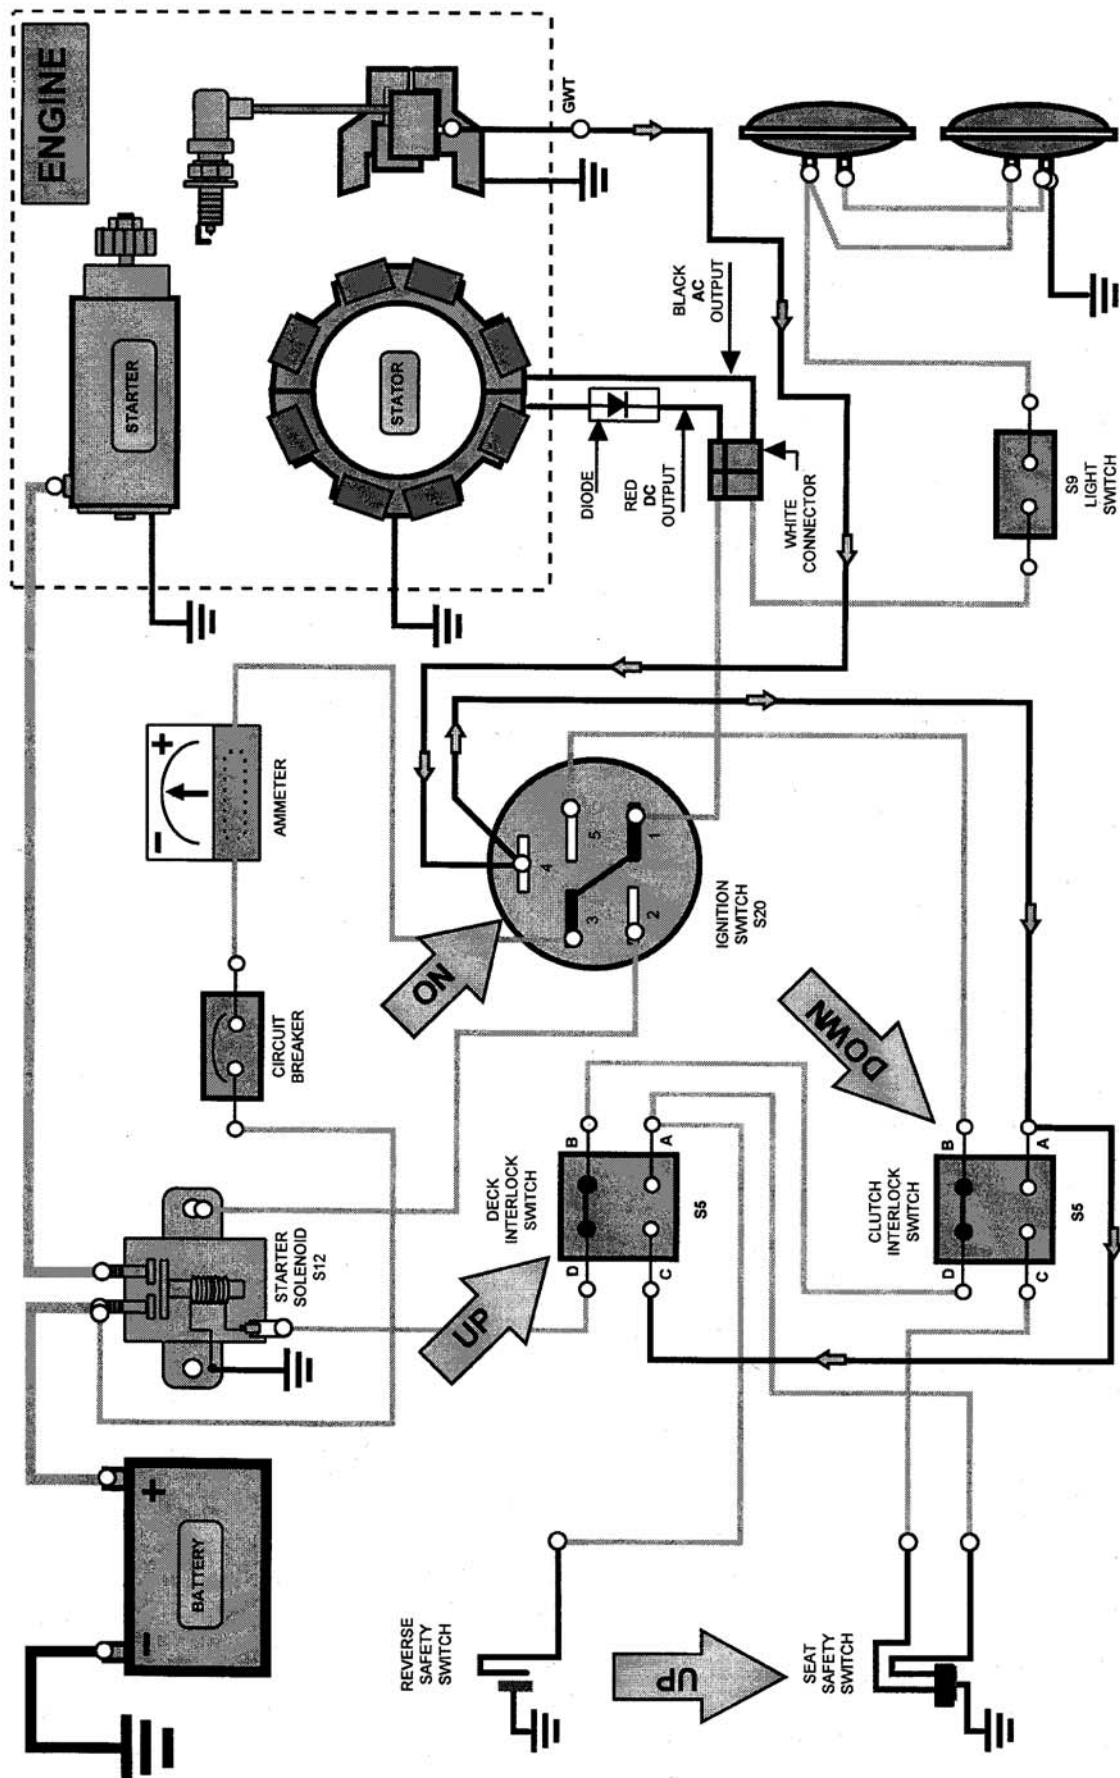 ENGINE
STARTER
STATOR
GWT
BLACK
AC
OUTPUT
DIODE
RED
DC
OUTPUT
WHITE
CONNECTOR
S9
LIGHT
SWITCH
- +
AMMETER
CIRCUIT
BREAKER
ON
4
5
3
1
2
IGNITION
SWITCH
S20
STARTER
SOLENOID
S12
UP
DECK
INTERLOCK
SWITCH
D
B
C
A
S5
DOWN
CLUTCH
INTERLOCK
SWITCH
D
B
C
A
S5
- +
BATTERY
REVERSE
SAFETY
SWITCH
UP
SEAT
SAFETY
SWITCH